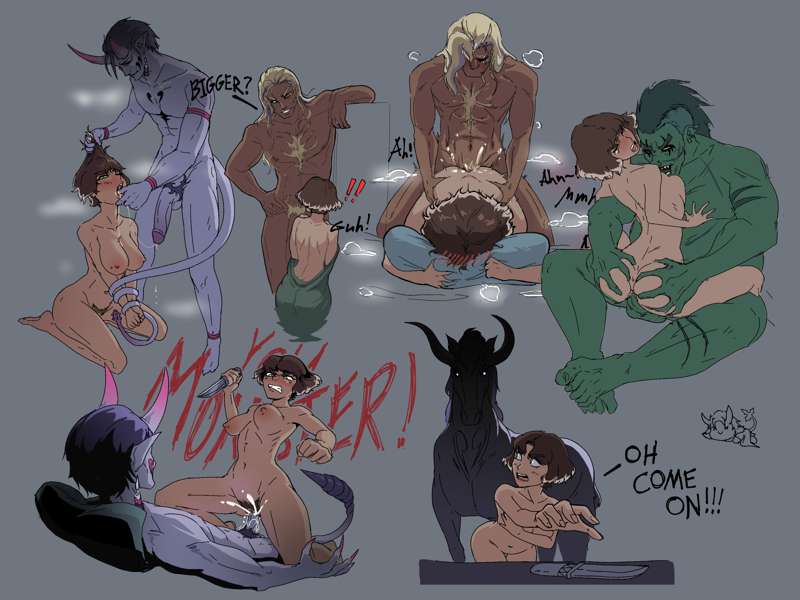 BIGGER?
Ah!
Guh!
!!
Ahn~
Mmh
YOU
MONSTER!
OH
COME
ON!!!